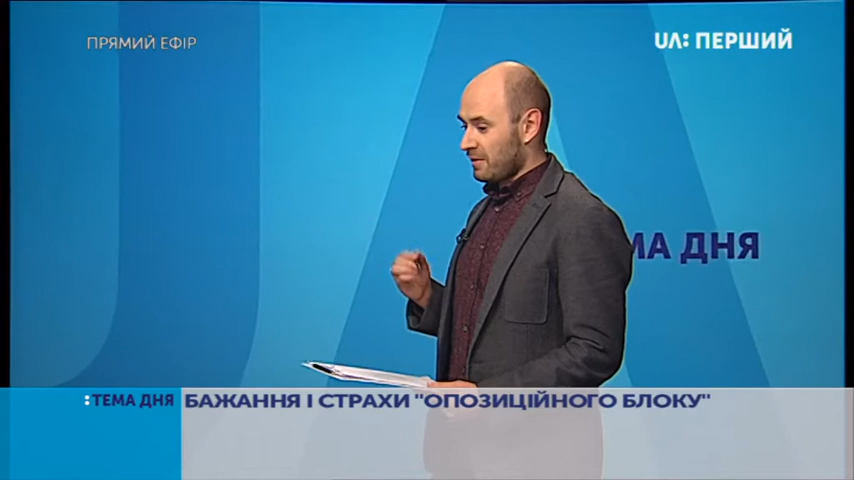 ПРЯМИЙ ЕФІР
UA: ПЕРШИЙ
МА ДНЯ
:ТЕМА ДНЯ
БАЖАННЯ І СТРАХИ "ОПОЗИЦІЙНОГО БЛОКУ"